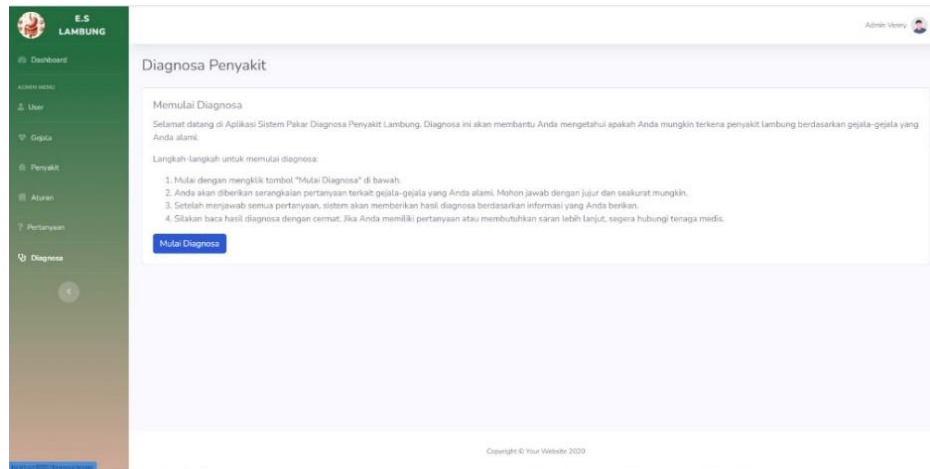 E.S
LAMBUNG
Admin Venny
Dashboard
ADMIN MENU
User
Gejala
Penyakit
Aturan
Pertanyaan
Diagnosa
Diagnosa Penyakit
Memulai Diagnosa
Selamat datang di Aplikasi Sistem Pakar Diagnosa Penyakit Lambung. Diagnosa ini akan membantu Anda mengetahui apakah Anda mungkin terkena penyakit lambung berdasarkan gejala-gejala yang
Anda alami.
Langkah-langkah untuk memulai diagnosa:
1. Mulai dengan mengklik tombol "Mulai Diagnosa" di bawah.
2. Anda akan diberikan serangkaian pertanyaan terkait gejala-gejala yang Anda alami. Mohon jawab dengan jujur dan seakurat mungkin.
3. Setelah menjawab semua pertanyaan, sistem akan memberikan hasil diagnosa berdasarkan informasi yang Anda berikan.
4. Silakan baca hasil diagnosa dengan cermat. Jika Anda memiliki pertanyaan atau membutuhkan saran lebih lanjut, segera hubungi tenaga medis.
Mulai Diagnosa
Copyright © Your Website 2020